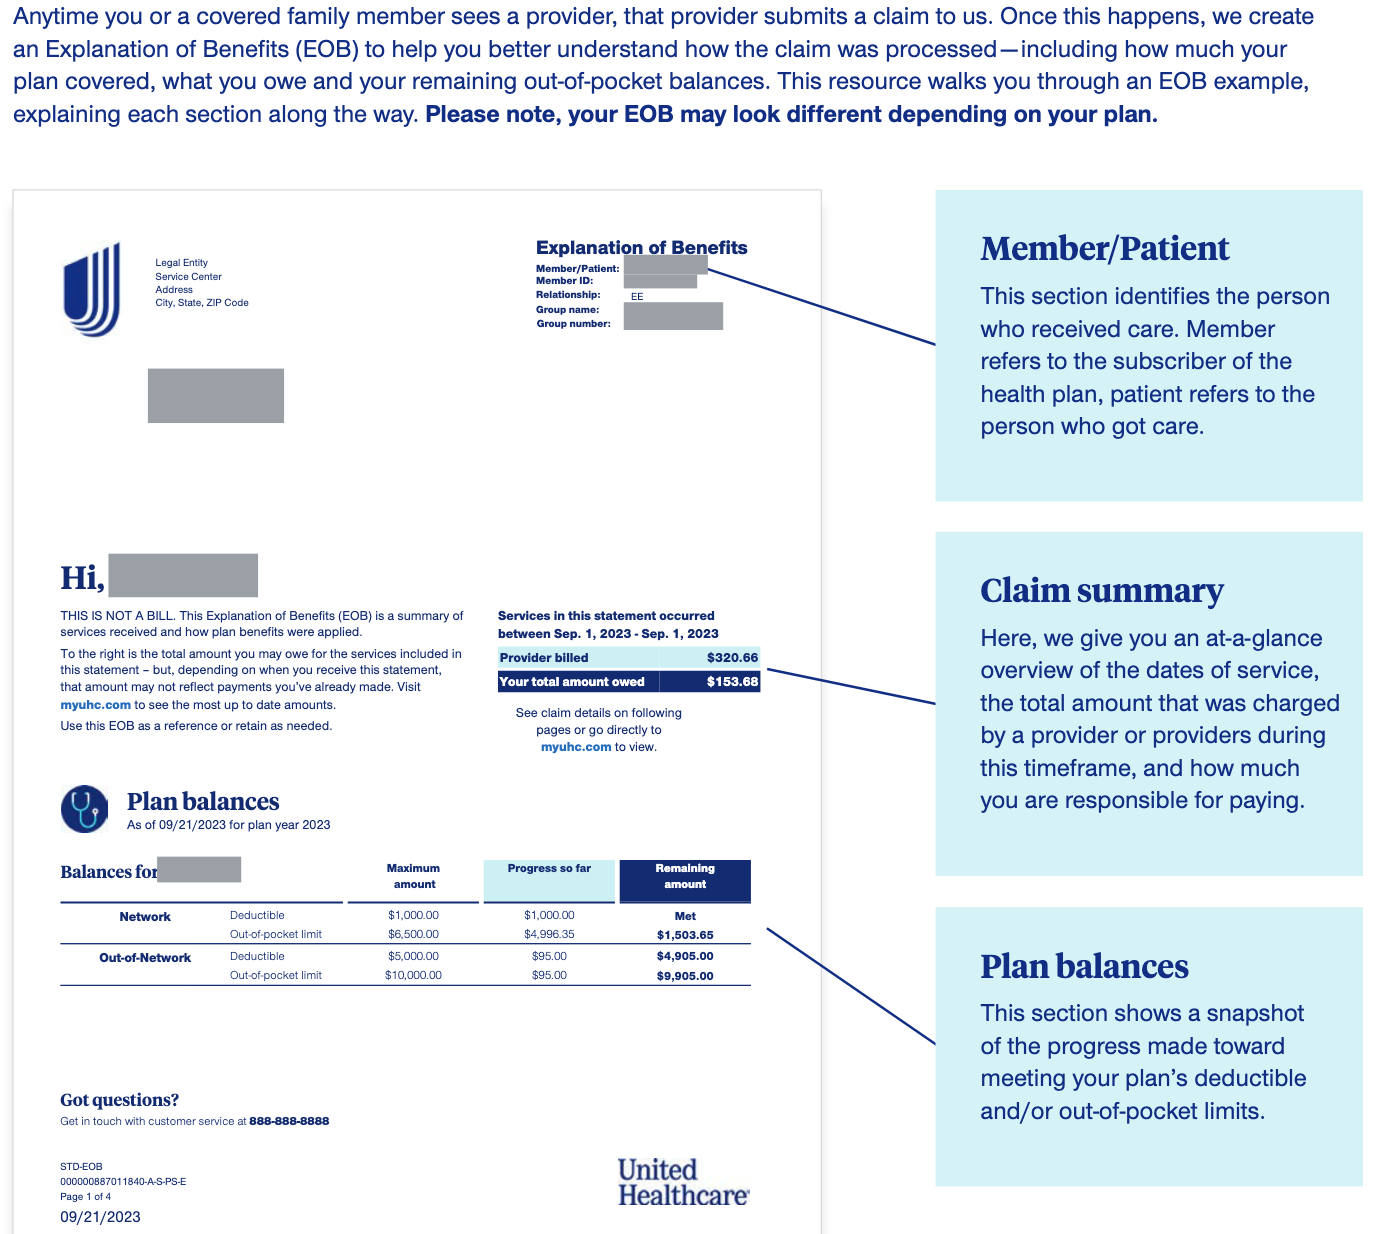 Anytime you or a covered family member sees a provider, that provider submits a claim to us. Once this happens, we create
an Explanation of Benefits (EOB) to help you better understand how the claim was processed—including how much your
plan covered, what you owe and your remaining out-of-pocket balances. This resource walks you through an EOB example,
explaining each section along the way. Please note, your EOB may look different depending on your plan.
Legal Entity
Service Center
Address
City, State, ZIP Code
Explanation of Benefits
Member/Patient:
Member ID:
Relationship: EE
Group name:
Group number:
Member/Patient
This section identifies the person
who received care. Member
refers to the subscriber of the
health plan, patient refers to the
person who got care.
Hi,
THIS IS NOT A BILL. This Explanation of Benefits (EOB) is a summary of
services received and how plan benefits were applied.
To the right is the total amount you may owe for the services included in
this statement – but, depending on when you receive this statement,
that amount may not reflect payments you've already made. Visit
myuhc.com to see the most up to date amounts.
Use this EOB as a reference or retain as needed.
Services in this statement occurred
between Sep. 1, 2023 - Sep. 1, 2023
Provider billed $320.66
Your total amount owed $153.68
See claim details on following
pages or go directly to
myuhc.com to view.
Claim summary
Here, we give you an at-a-glance
overview of the dates of service,
the total amount that was charged
by a provider or providers during
this timeframe, and how much
you are responsible for paying.
Plan balances
As of 09/21/2023 for plan year 2023
Balances for
Maximum
amount
Progress so far
Remaining
amount
Network Deductible $1,000.00 $1,000.00 Met
Out-of-pocket limit $6,500.00 $4,996.35 $1,503.65
Out-of-Network Deductible $5,000.00 $95.00 $4,905.00
Out-of-pocket limit $10,000.00 $95.00 $9,905.00
Plan balances
This section shows a snapshot
of the progress made toward
meeting your plan's deductible
and/or out-of-pocket limits.
Got questions?
Get in touch with customer service at 888-888-8888
STD-EOB
000000887011840-A-S-PS-E
Page 1 of 4
09/21/2023
United
Healthcare